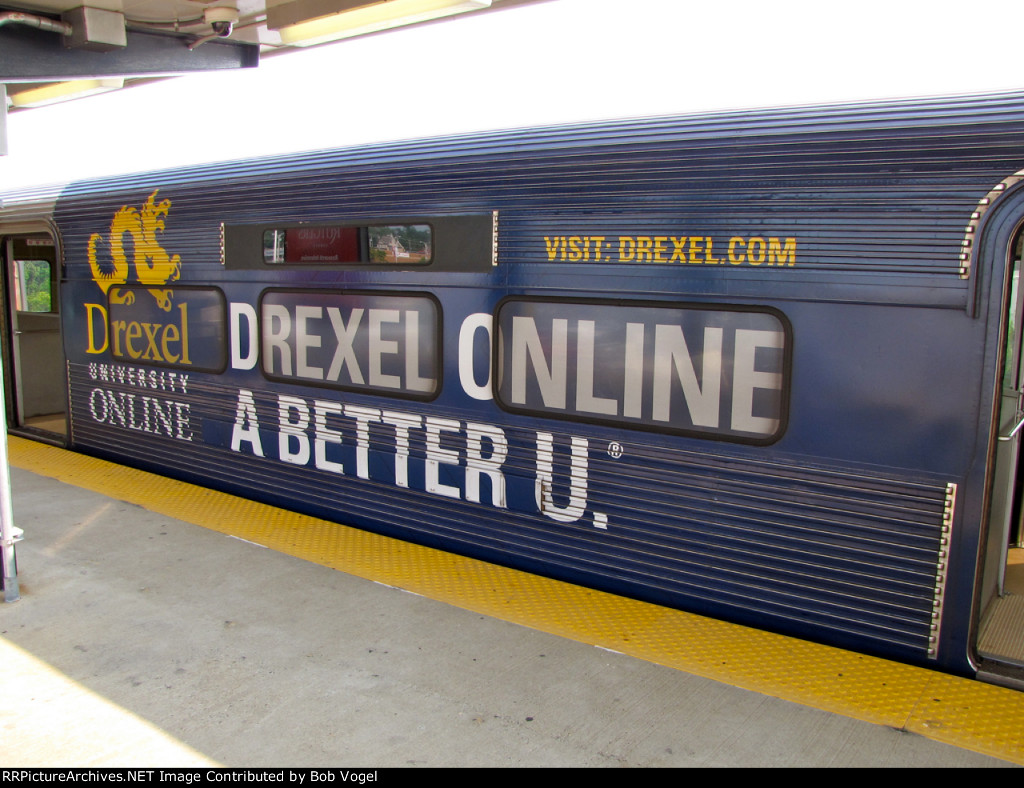 VISIT: DREXEL.COM
Drexel
UNIVERSITY
ONLINE
DREXEL ONLINE
A BETTER U.®
RRPictureArchives.NET Image Contributed by Bob Vogel